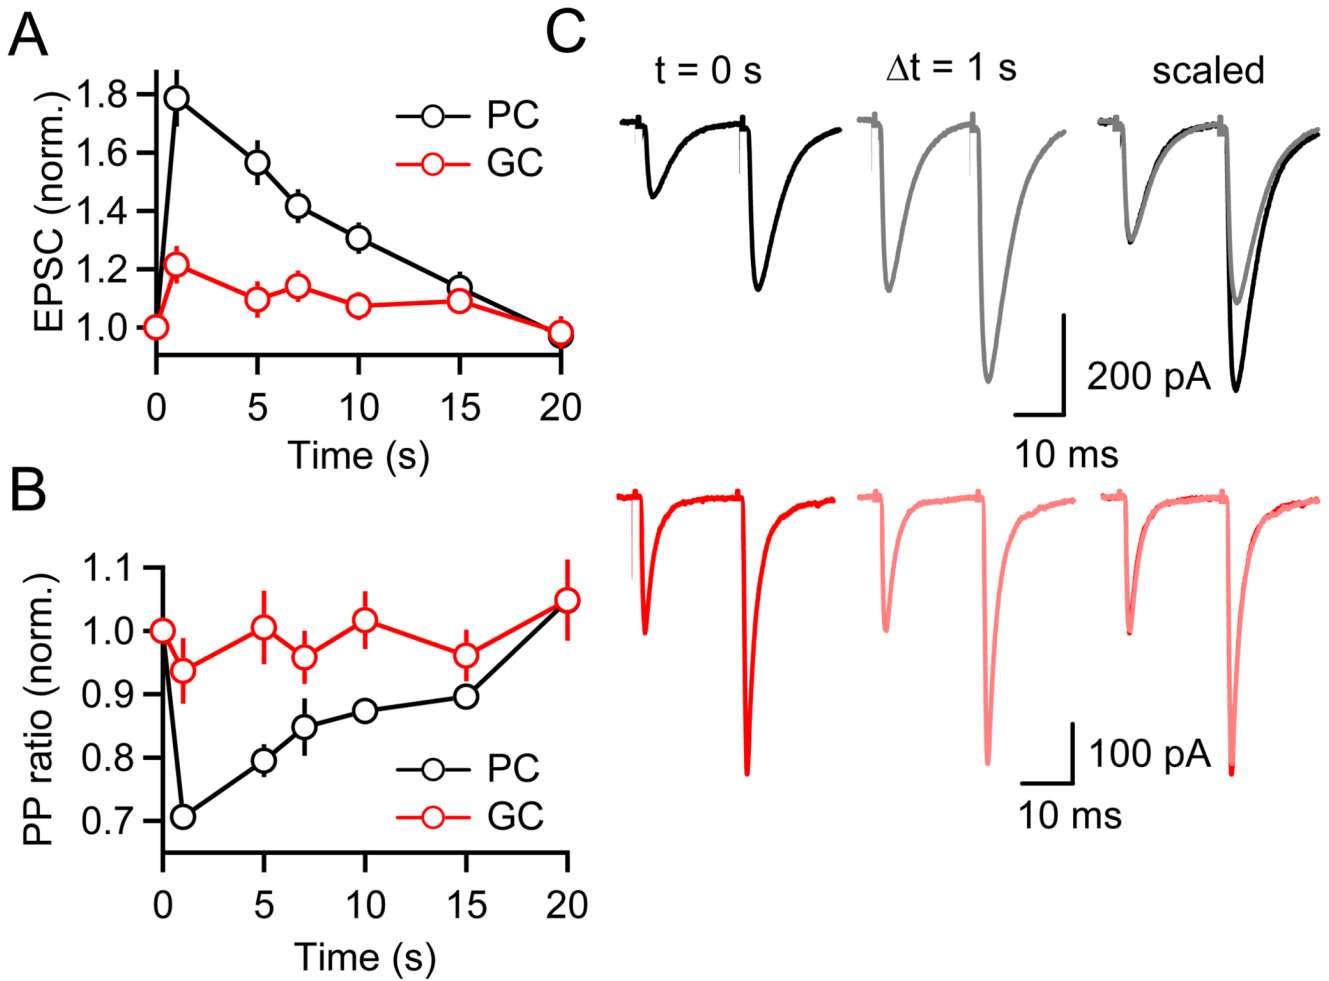 A
EPSC (norm.)
1.8
1.6
1.4
1.2
1.0
PC
GC
0 5 10 15 20
Time (s)
B
PP ratio (norm.)
1.1
1.0
0.9
0.8
0.7
PC
GC
0 5 10 15 20
Time (s)
C
t = 0 s Δt = 1 s scaled
200 pA
10 ms
100 pA
10 ms